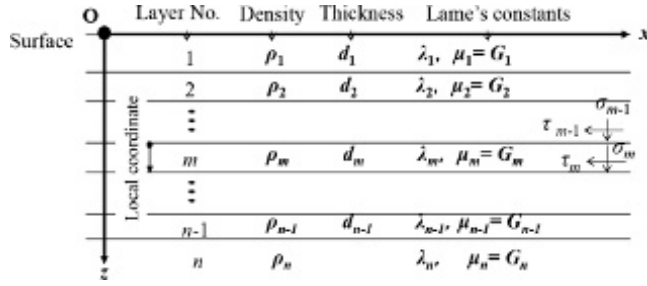 O Layer No. Density Thickness Lame's constants
Surface x
1 ρ₁ d₁ λ₁, μ₁= G₁
2 ρ₂ d₂ λ₂, μ₂= G₂
σₘ₋₁
τₘ₋₁
Local coordinate
m ρₘ dₘ λₘ, μₘ= Gₘ σₘ
τₘ
n-1 ρₙ₋₁ dₙ₋₁ λₙ₋₁, μₙ₋₁= Gₙ₋₁
n ρₙ λₙ, μₙ= Gₙ
z